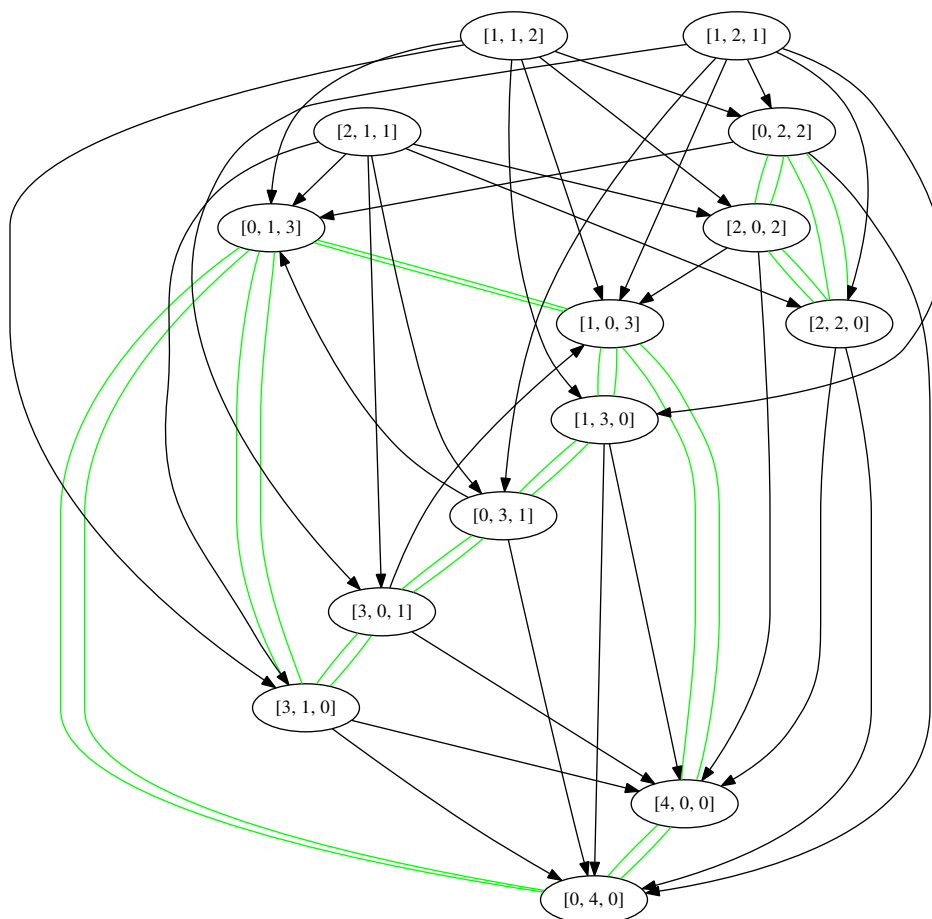 [1, 1, 2]
[1, 2, 1]
[2, 1, 1]
[0, 2, 2]
[0, 1, 3]
[2, 0, 2]
[1, 0, 3]
[2, 2, 0]
[1, 3, 0]
[0, 3, 1]
[3, 0, 1]
[3, 1, 0]
[4, 0, 0]
[0, 4, 0]